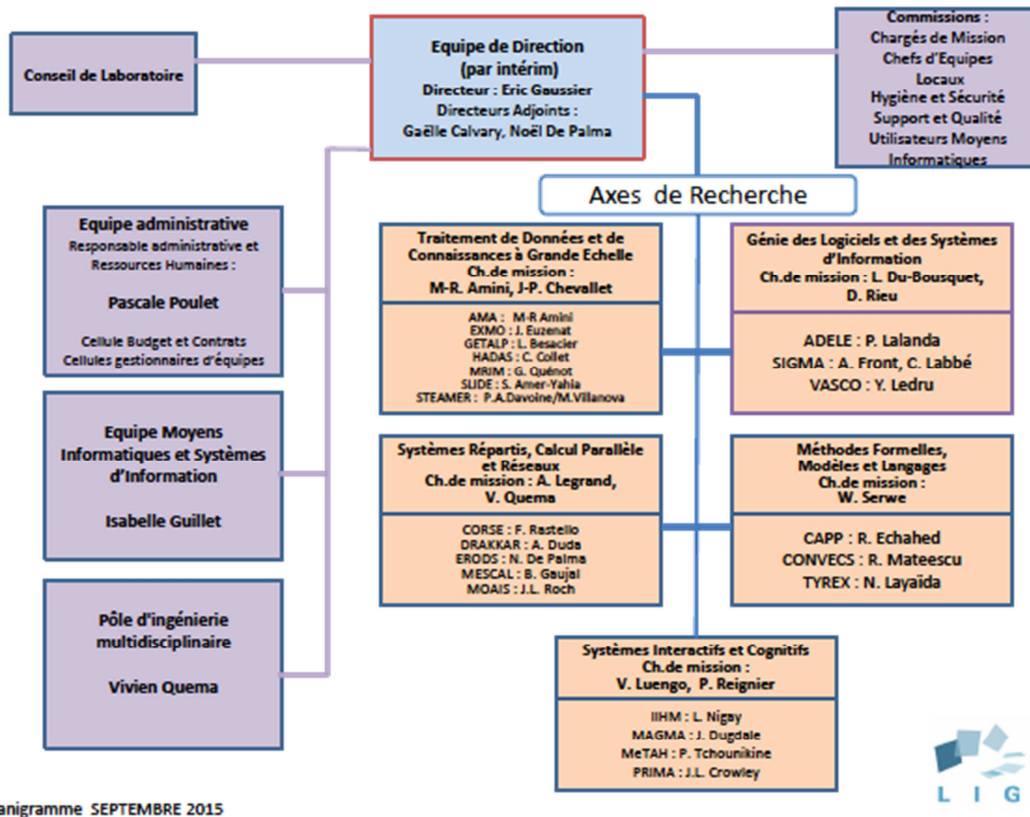 Conseil de Laboratoire
Equipe de Direction
(par intérim)
Directeur : Eric Gaussier
Directeurs Adjoints :
Gaëlle Calvary, Noël De Palma
Commissions :
Chargés de Mission
Chefs d'Equipes
Locaux
Hygiène et Sécurité
Support et Qualité
Utilisateurs Moyens
Informatiques
Axes de Recherche
Equipe administrative
Responsable administrative et
Ressources Humaines :
Pascale Poulet
Cellule Budget et Contrats
Cellules gestionnaires d'équipes
Equipe Moyens
Informatiques et Systèmes
d'Information
Isabelle Guillet
Pôle d'ingénierie
multidisciplinaire
Vivien Quema
Traitement de Données et de
Connaissances à Grande Echelle
Ch.de mission :
M-R. Amini, J-P. Chevallet
AMA : M-R Amini
EXMO : J. Euzenat
GETALP : L. Besacier
HADAS : C. Collet
MRIM : G. Quénot
SLIDE : S. Amer-Yahia
STEAMER : P.A.Davoine/M.Villanova
Génie des Logiciels et des Systèmes
d'Information
Ch.de mission : L. Du-Bousquet,
D. Rieu
ADELE : P. Lalanda
SIGMA : A. Front, C. Labbé
VASCO : Y. Ledru
Systèmes Répartis, Calcul Parallèle
et Réseaux
Ch.de mission : A. Legrand,
V. Quema
CORSE : F. Rastello
DRAKKAR : A. Duda
ERODS : N. De Palma
MESCAL : B. Gaujal
MOAIS : J.L. Roch
Méthodes Formelles,
Modèles et Langages
Ch.de mission :
W. Serwe
CAPP : R. Echahed
CONVECS : R. Mateescu
TYREX : N. Layaïda
Systèmes Interactifs et Cognitifs
Ch.de mission :
V. Luengo, P. Reignier
IIHM : L. Nigay
MAGMA : J. Dugdale
MeTAH : P. Tchounikine
PRIMA : J.L. Crowley
LIG
anigramme SEPTEMBRE 2015